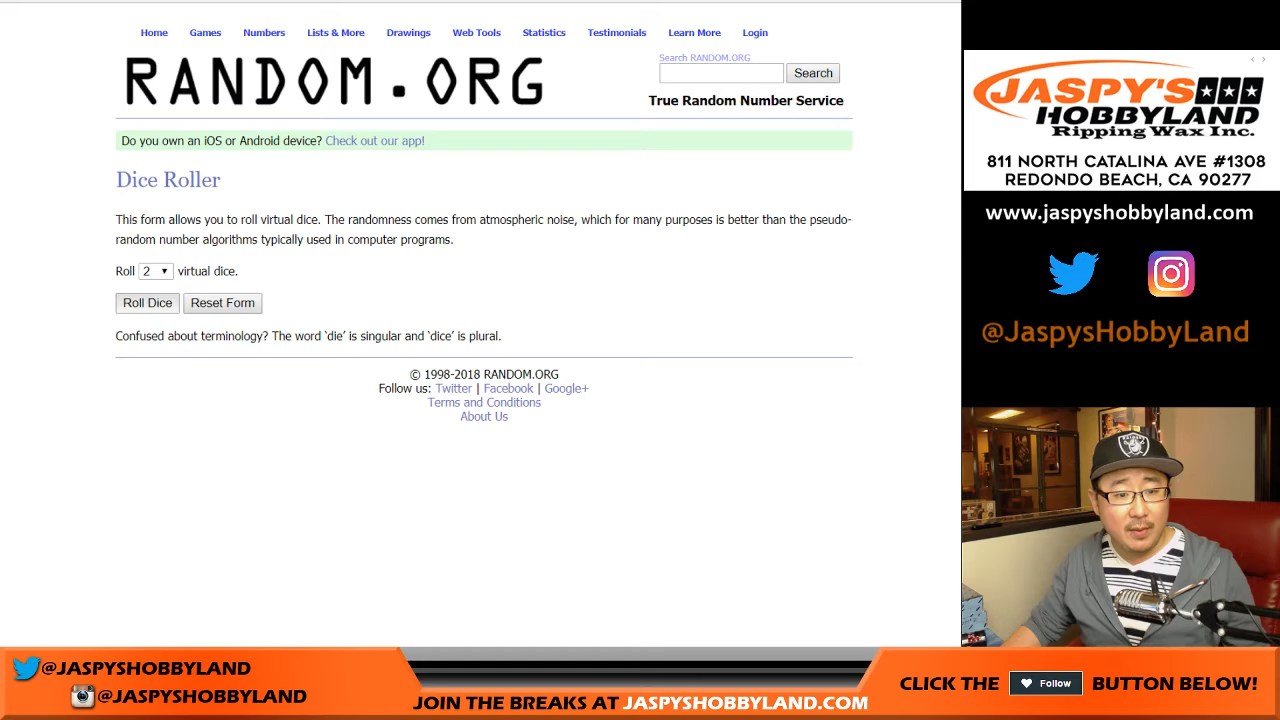 Home Games Numbers Lists & More Drawings Web Tools Statistics Testimonials Learn More Login
RANDOM.ORG
Search RANDOM.ORG
Search
True Random Number Service
Do you own an iOS or Android device? Check out our app!
Dice Roller
This form allows you to roll virtual dice. The randomness comes from atmospheric noise, which for many purposes is better than the pseudo-
random number algorithms typically used in computer programs.
Roll 2 virtual dice.
Roll Dice Reset Form
Confused about terminology? The word ‘die’ is singular and ‘dice’ is plural.
© 1998-2018 RANDOM.ORG
Follow us: Twitter | Facebook | Google+
Terms and Conditions
About Us
JASPY'S
HOBBYLAND
Ripping Wax Inc.
811 NORTH CATALINA AVE #1308
REDONDO BEACH, CA 90277
www.jaspyshobbyland.com
@JaspysHobbyLand
RAIDERS
@JASPYSHOBBYLAND
@JASPYSHOBBYLAND
JOIN THE BREAKS AT JASPYSHOBBYLAND.COM
CLICK THE Follow BUTTON BELOW!